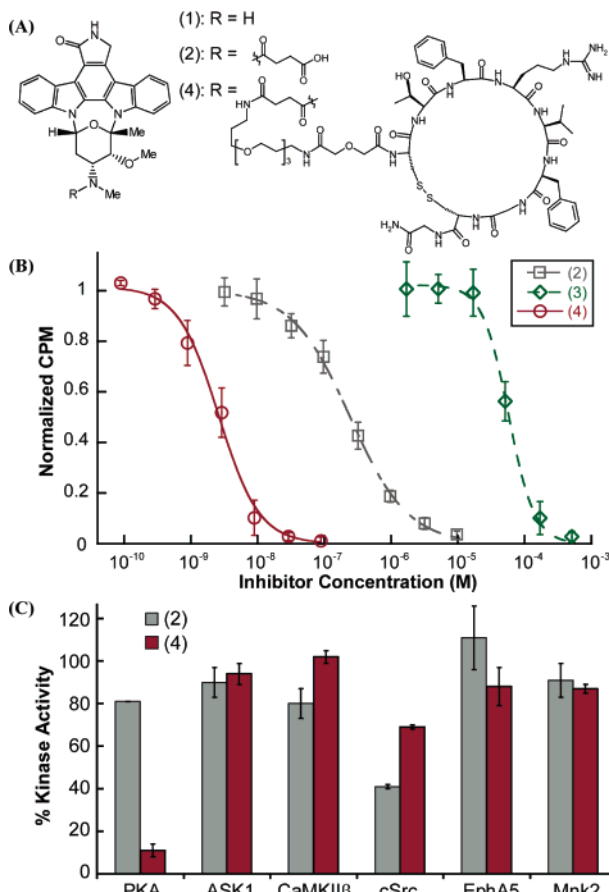 (A)
(1): R = H
(2): R =
(4): R =
O
HN
N
N
H
O
Me
OMe
N
R
Me
O
OH
O
O
HN
O
O
[ O ]3
N
H
O
O
O
N
H
HO
O
HN
O
H
N
O
HN
H
N
NH2
NH
O
NH
O
HN
O
NH
O
N
H
O
S
S
H2N
O
H
N
O
(B)
Normalized CPM
1
0.8
0.6
0.4
0.2
0
(2)
(3)
(4)
10-10
10-9
10-8
10-7
10-6
10-5
10-4
10-3
Inhibitor Concentration (M)
(C)
(2)
(4)
% Kinase Activity
120
100
80
60
40
20
0
PKA
ASK1
CaMKIIβ
cSrc
EphA5
Mnk2